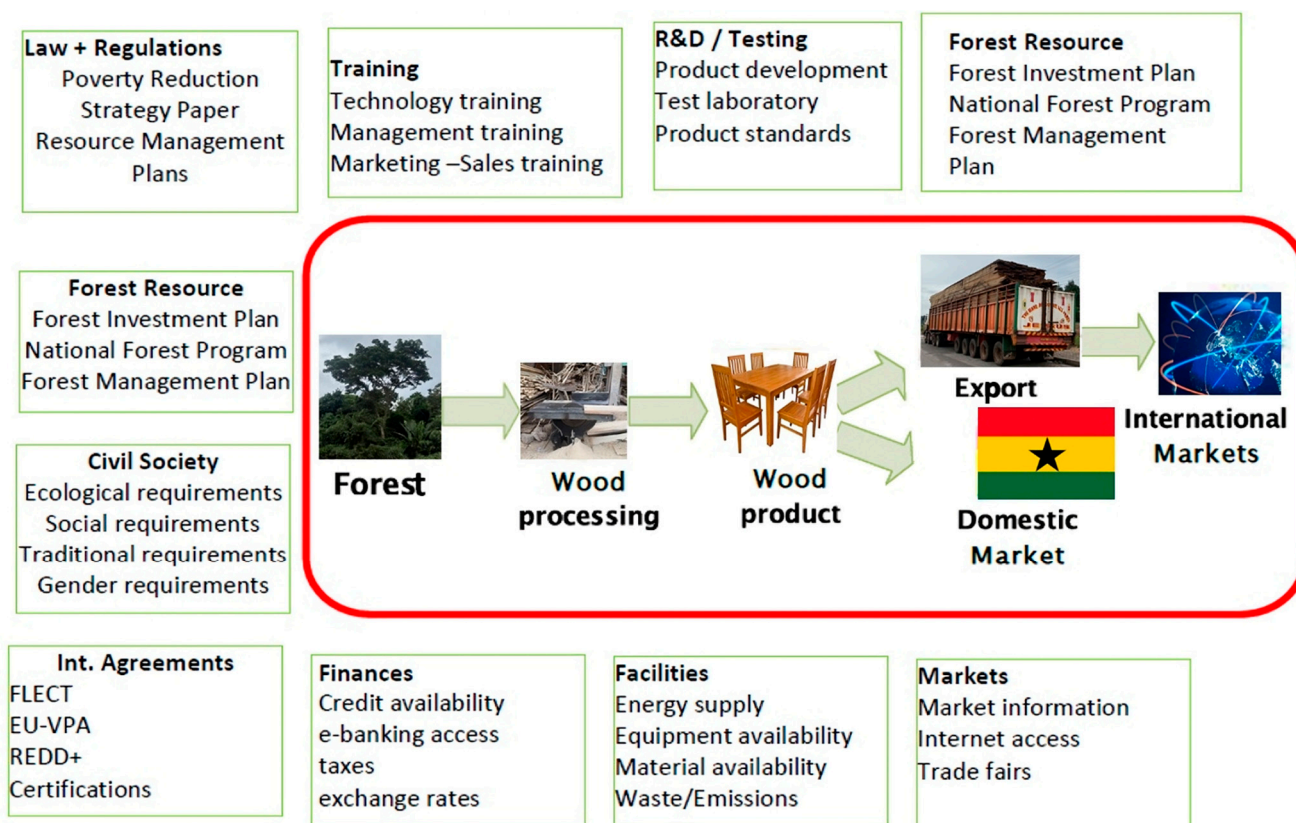 Law + Regulations
Poverty Reduction
Strategy Paper
Resource Management
Plans
Training
Technology training
Management training
Marketing –Sales training
R&D / Testing
Product development
Test laboratory
Product standards
Forest Resource
Forest Investment Plan
National Forest Program
Forest Management
Plan
Forest Resource
Forest Investment Plan
National Forest Program
Forest Management Plan
Civil Society
Ecological requirements
Social requirements
Traditional requirements
Gender requirements
Forest
Wood
processing
Wood
product
Export
Domestic
Market
International
Markets
Int. Agreements
FLECT
EU-VPA
REDD+
Certifications
Finances
Credit availability
e-banking access
taxes
exchange rates
Facilities
Energy supply
Equipment availability
Material availability
Waste/Emissions
Markets
Market information
Internet access
Trade fairs